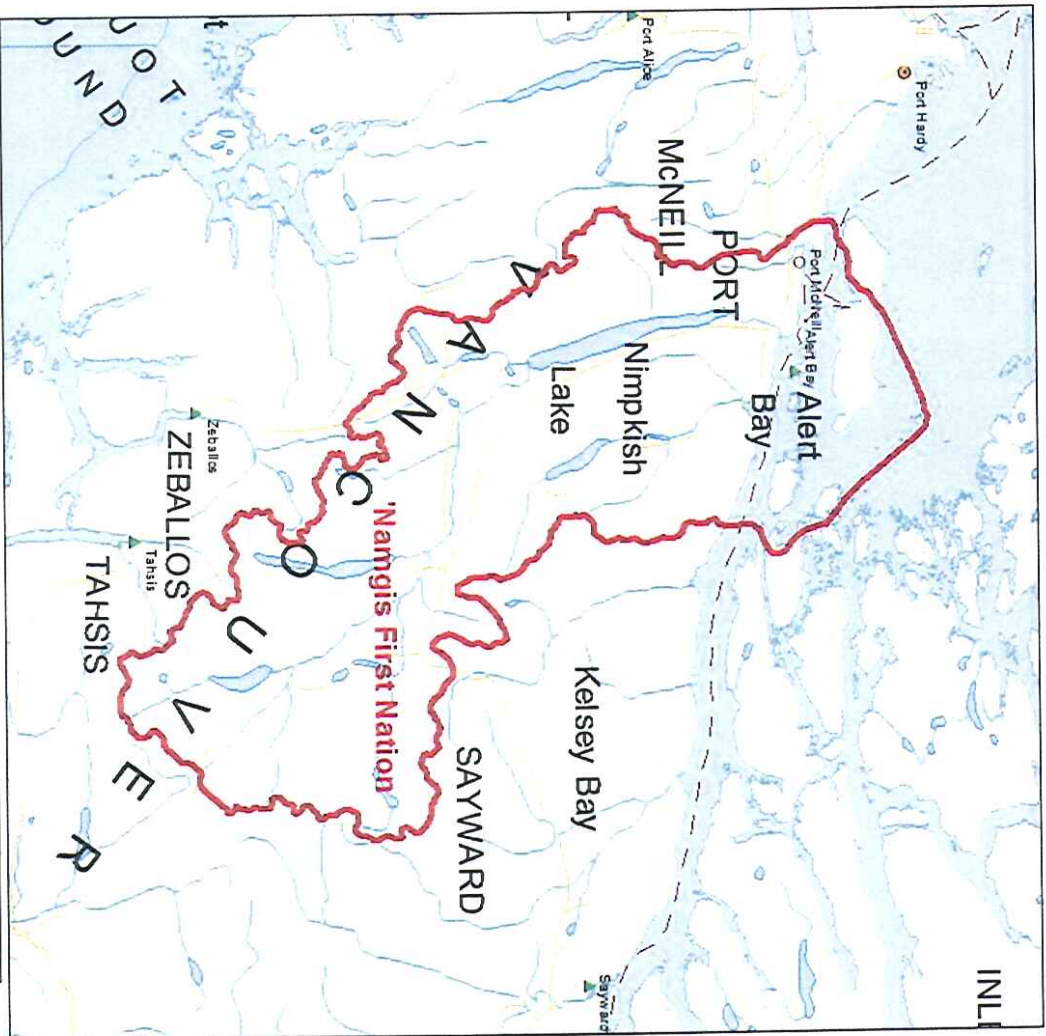 INL
Port Hardy
Port Alice
PORT
McNEILL
Port McNeill
Alert Bay
Alert
Bay
Nimpkish
Lake
Kelsey Bay
SAYWARD
Sayward
'Namgis First Nation
VANCOUVER
Zeballos
ZEBALLOS
Tahsis
TAHSIS
UOT
UND
t